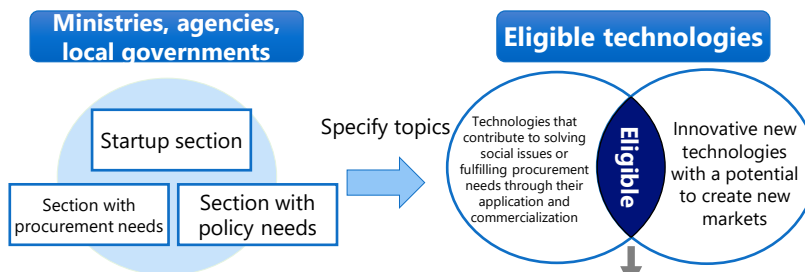 Ministries, agencies,
local governments
Startup section
Section with
procurement needs
Section with
policy needs
Specify topics
Eligible technologies
Technologies that
contribute to solving
social issues or
fulfilling procurement
needs through their
application and
commercialization
Eligible
Innovative new
technologies
with a potential
to create new
markets